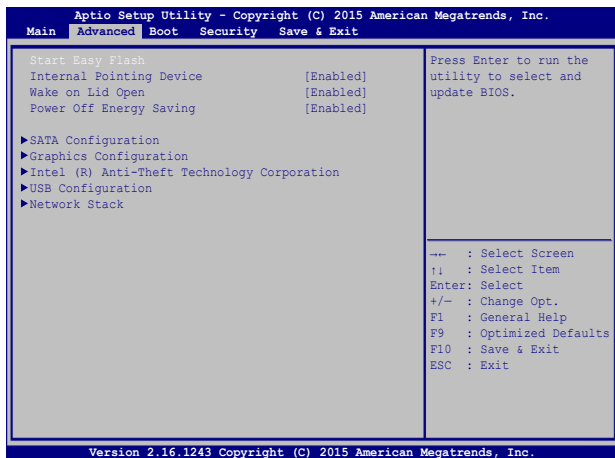 Aptio Setup Utility - Copyright (C) 2015 American Megatrends, Inc.
Main Advanced Boot Security Save & Exit
Start Easy Flash
Internal Pointing Device [Enabled]
Wake on Lid Open [Enabled]
Power Off Energy Saving [Enabled]
▶SATA Configuration
▶Graphics Configuration
▶Intel (R) Anti-Theft Technology Corporation
▶USB Configuration
▶Network Stack
Press Enter to run the
utility to select and
update BIOS.
→← : Select Screen
↑↓ : Select Item
Enter: Select
+/— : Change Opt.
F1 : General Help
F9 : Optimized Defaults
F10 : Save & Exit
ESC : Exit
Version 2.16.1243 Copyright (C) 2015 American Megatrends, Inc.